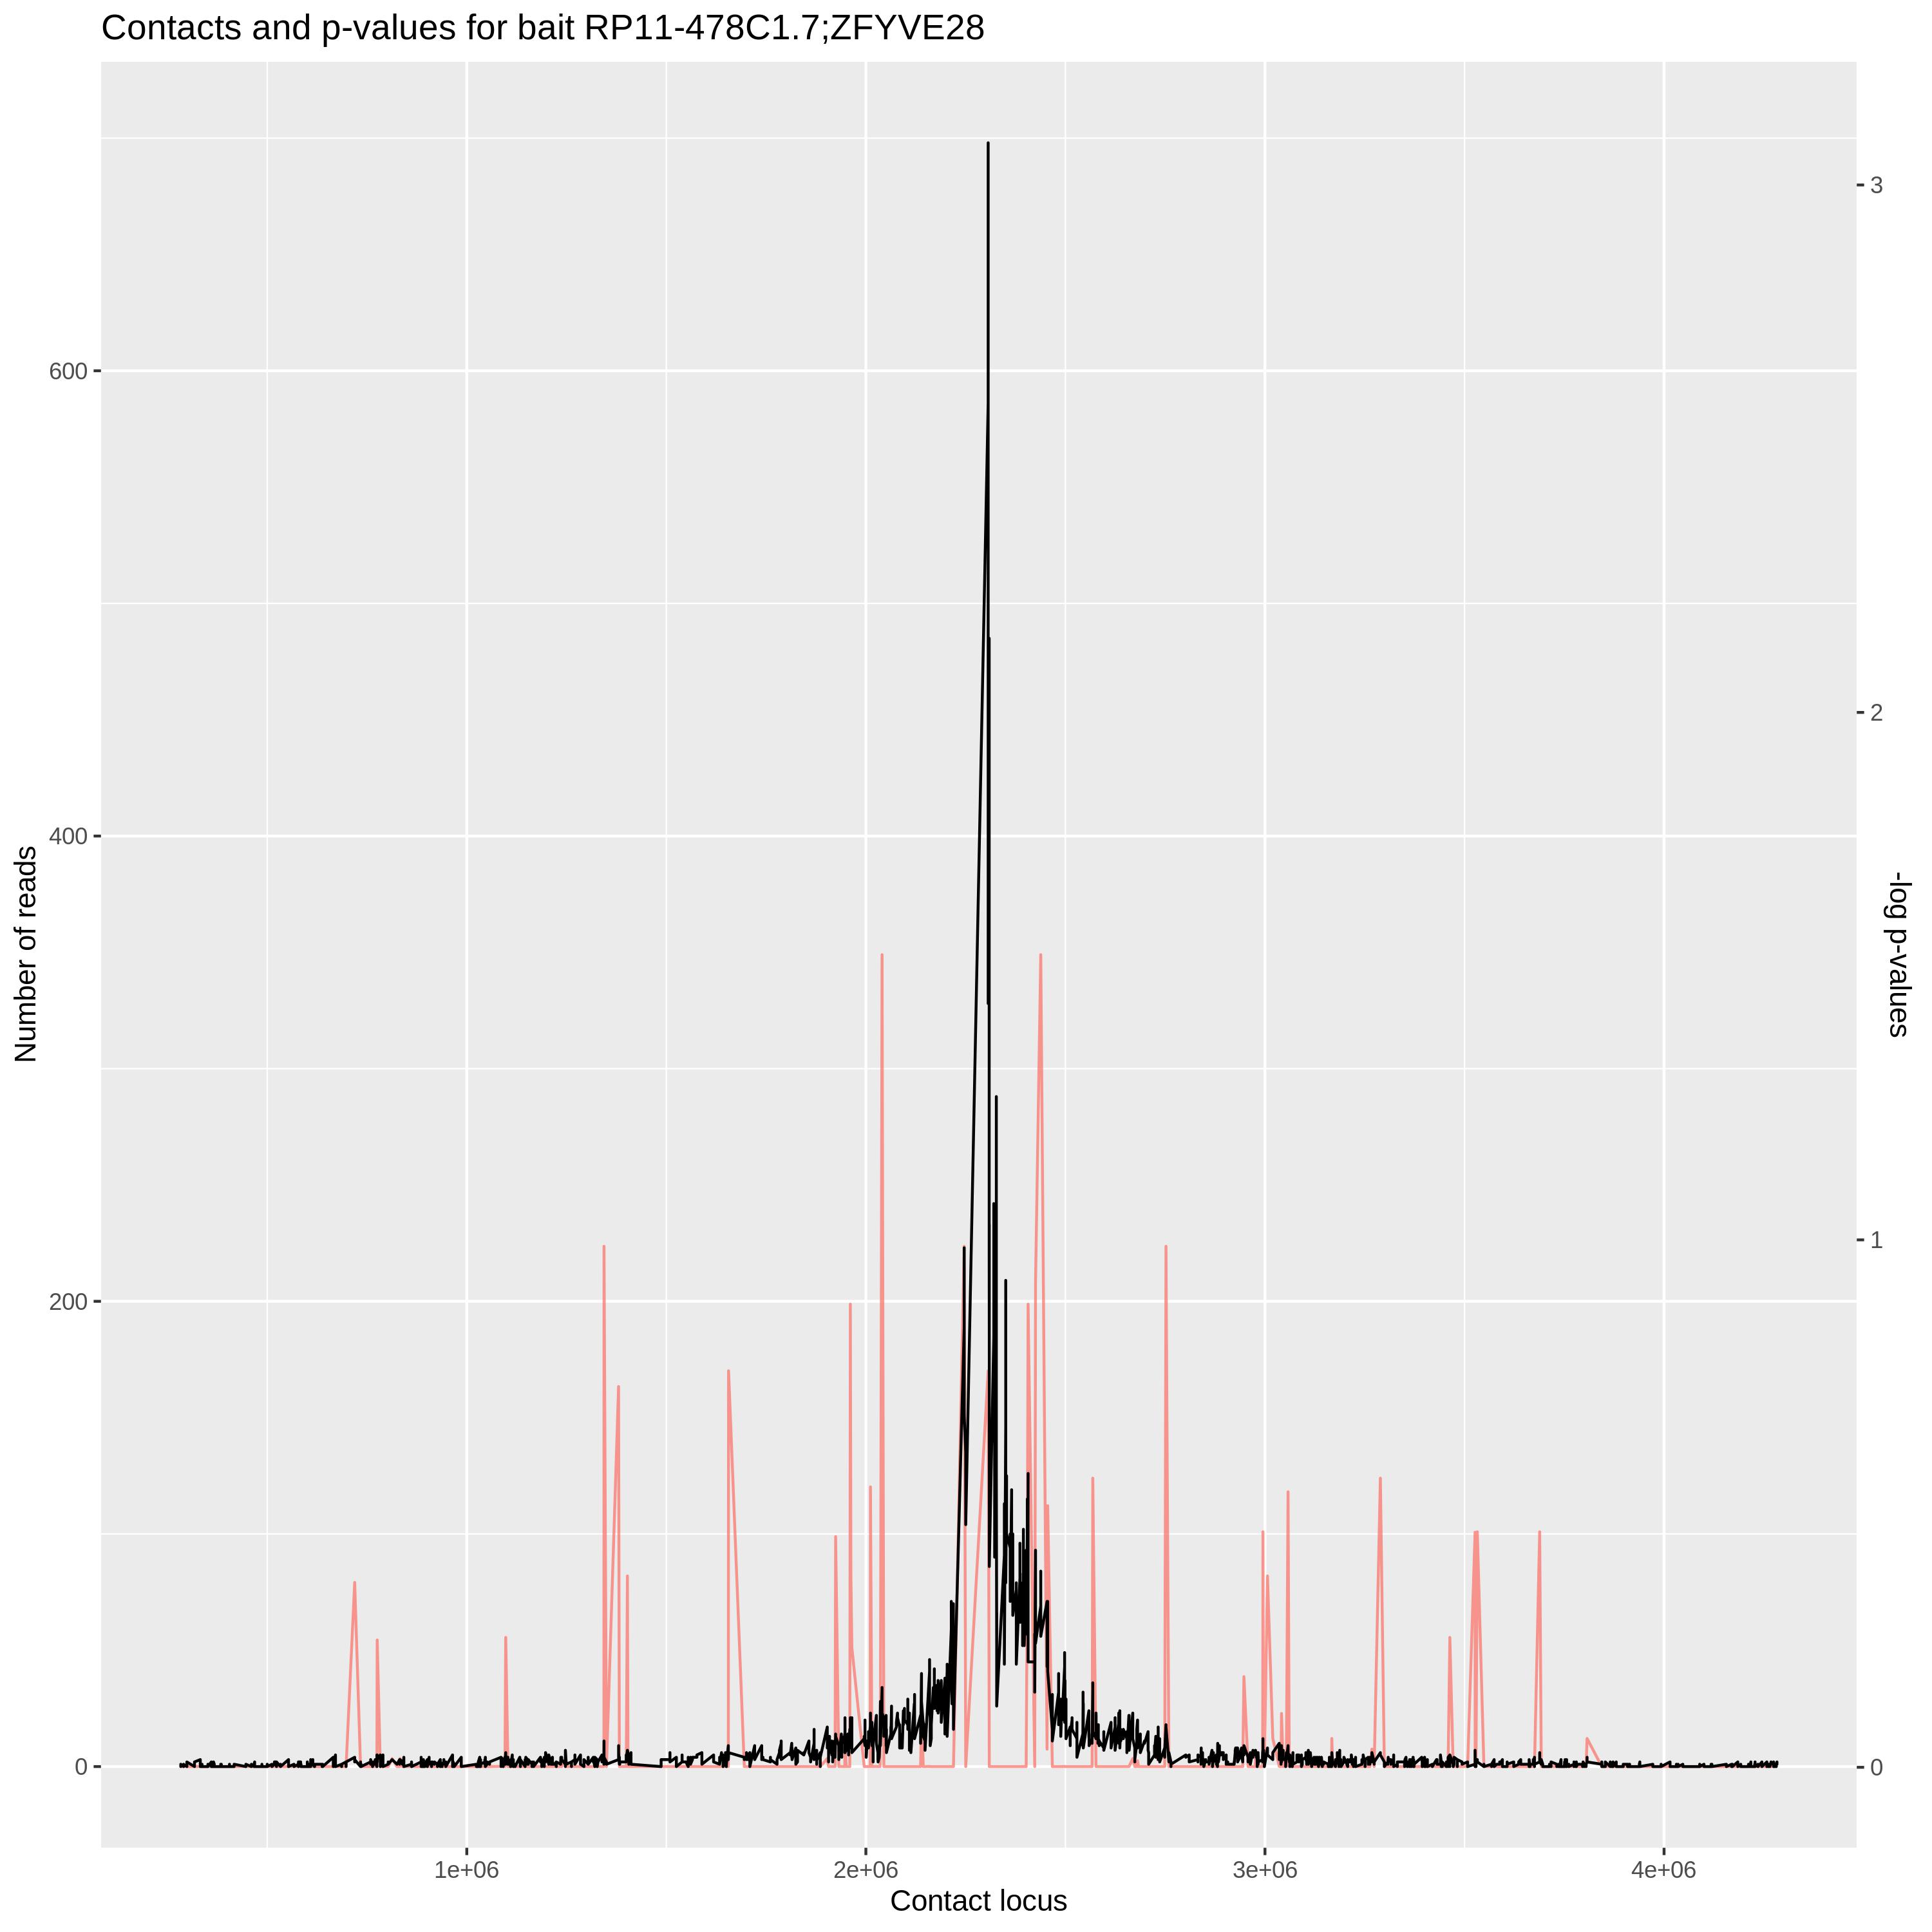 Contacts and p-values for bait RP11-478C1.7;ZFYVE28
600
400
200
0
Number of reads
3
2
1
0
-log p-values
1e+06
2e+06
3e+06
4e+06
Contact locus